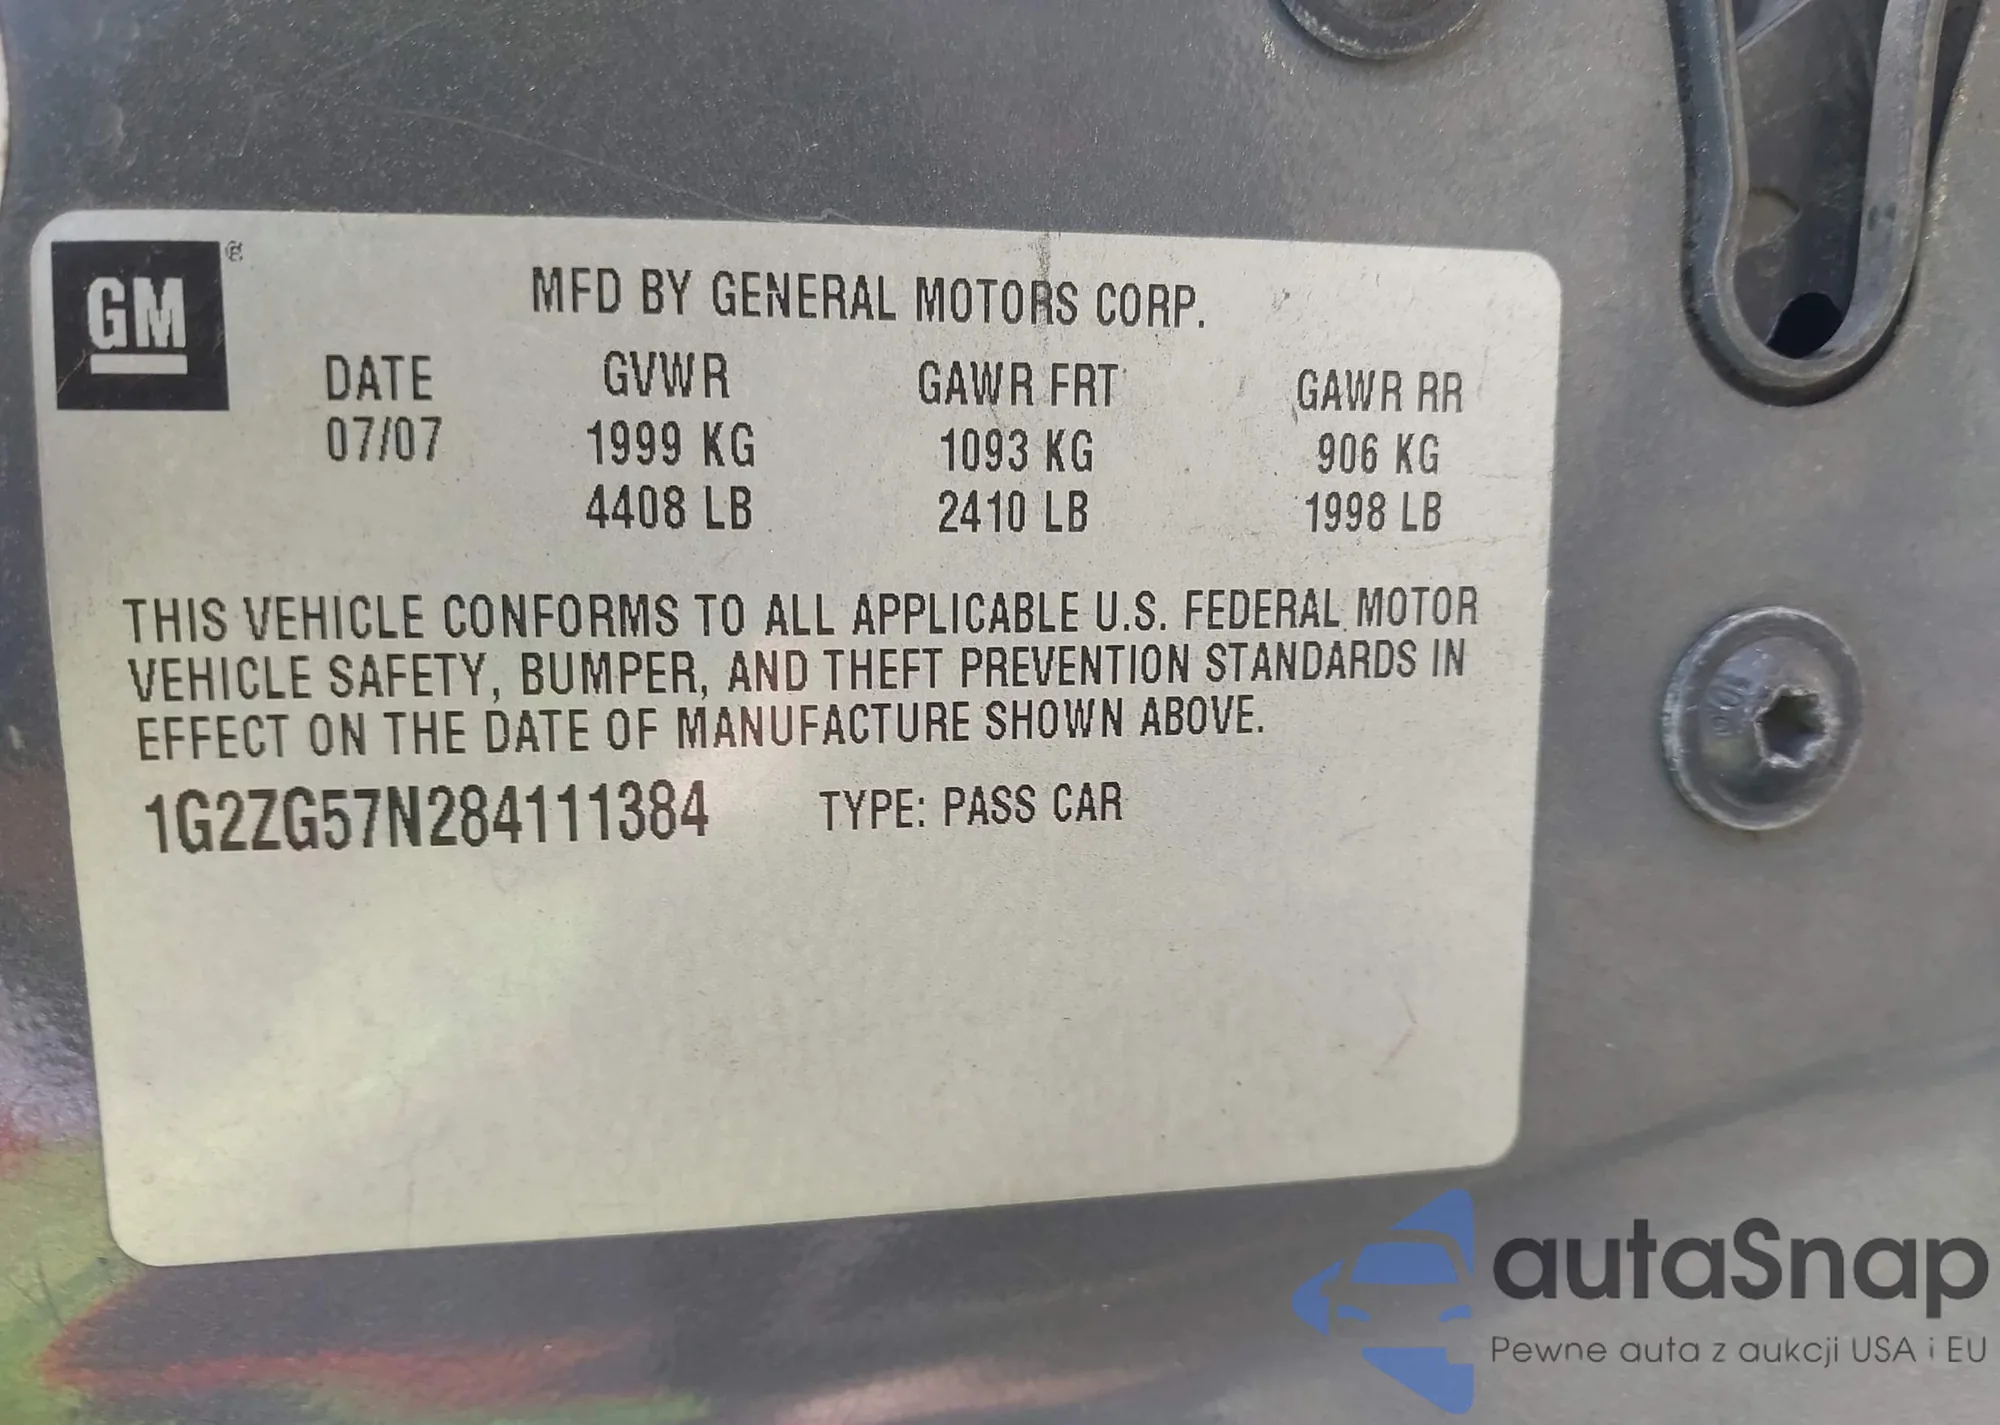 GM®
MFD BY GENERAL MOTORS CORP.
DATE GVWR GAWR FRT GAWR RR
07/07 1999 KG 1093 KG 906 KG
4408 LB 2410 LB 1998 LB
THIS VEHICLE CONFORMS TO ALL APPLICABLE U.S. FEDERAL MOTOR
VEHICLE SAFETY, BUMPER, AND THEFT PREVENTION STANDARDS IN
EFFECT ON THE DATE OF MANUFACTURE SHOWN ABOVE.
1G2ZG57N284111384 TYPE: PASS CAR
autaSnap
Pewne auta z aukcji USA i EU